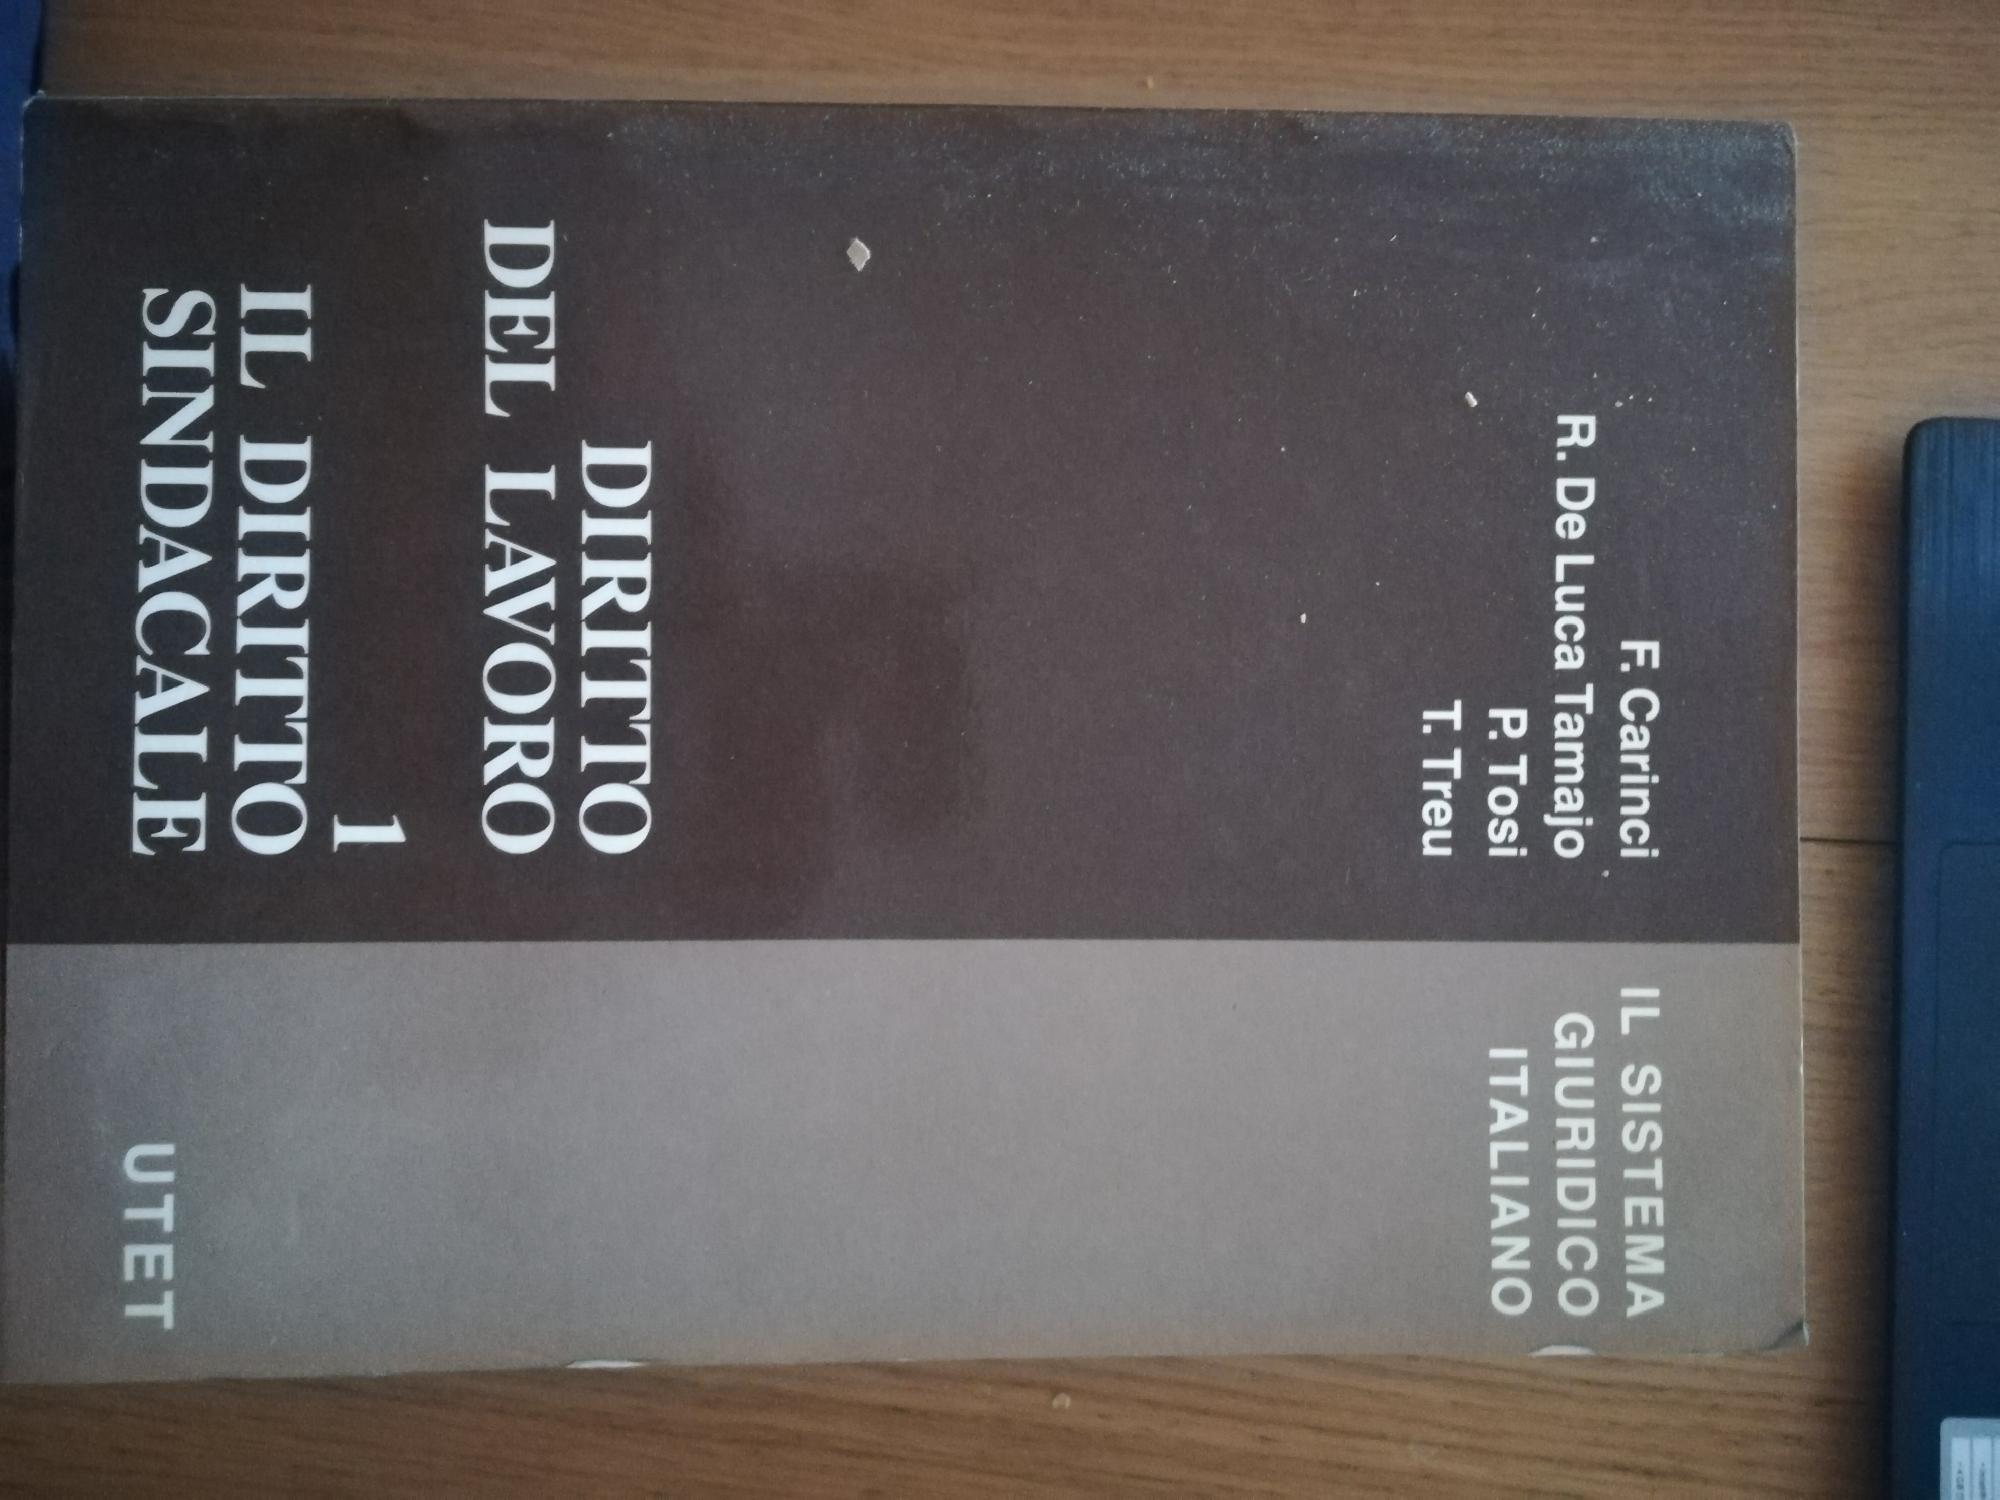 F. Carinci
R. De Luca Tamajo
P. Tosi
T. Treu
DIRITTO
DEL LAVORO
1
IL DIRITTO
SINDACALE
IL SISTEMA
GIURIDICO
ITALIANO
UTET